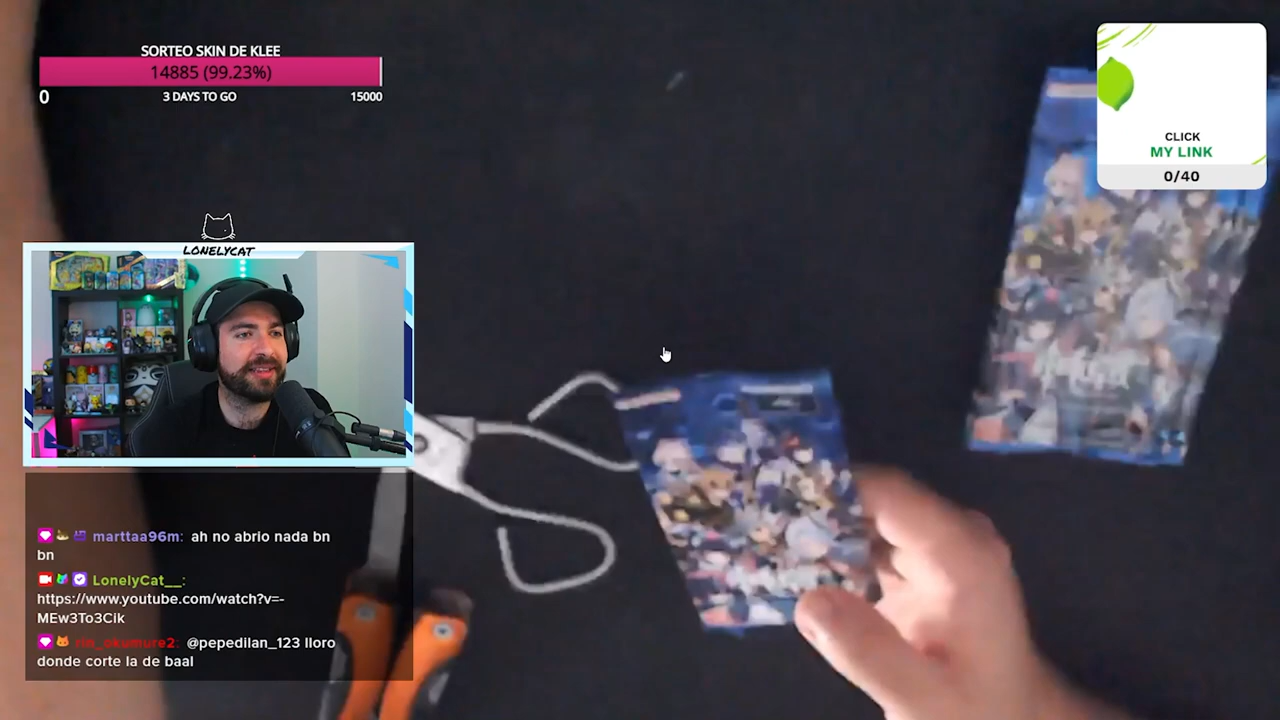 SORTEO SKIN DE KLEE
14885 (99.23%)
0
3 DAYS TO GO
15000
CLICK
MY LINK
0/40
LONELYCAT
marttaa96m: ah no abrio nada bn
bn
LonelyCat__:
https://www.youtube.com/watch?v=-
MEw3To3Cik
rin_okumure2: @pepedilan_123 lloro
donde corte la de baal